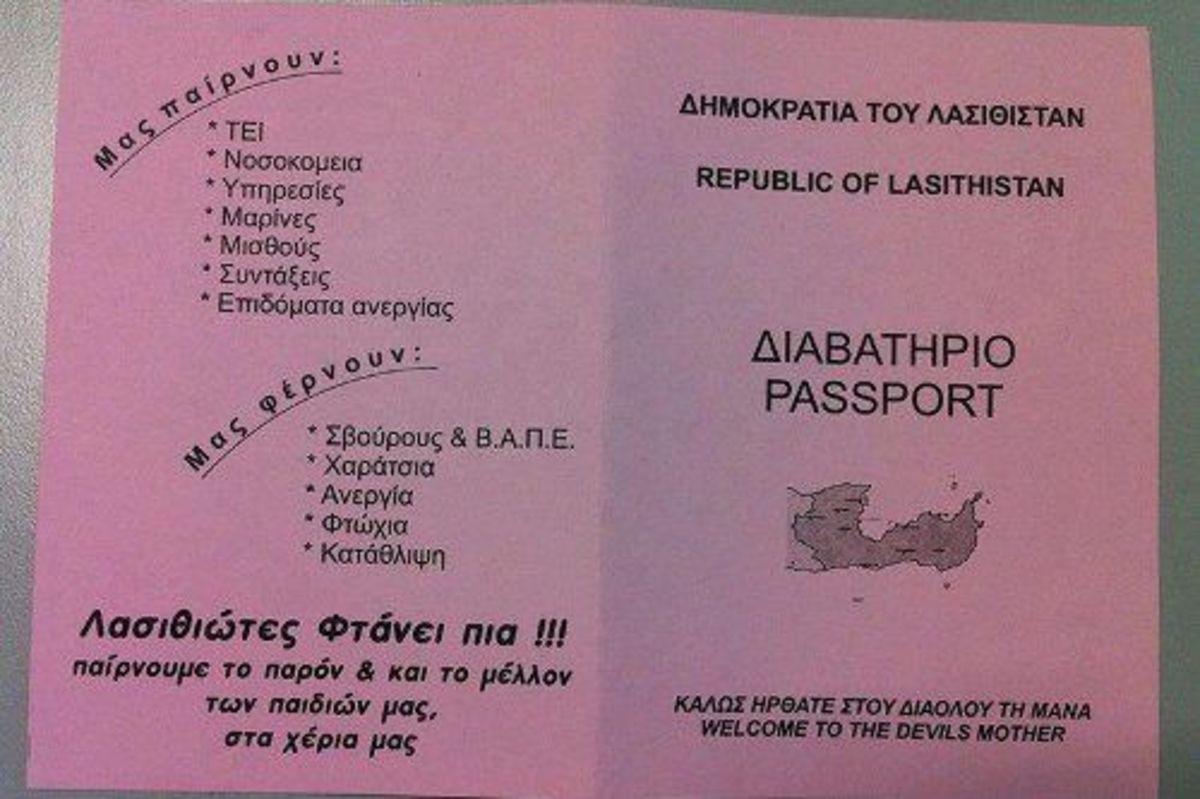 Μας παίρνουν:
* ΤΕΙ
* Νοσοκομεια
* Υπηρεσίες
* Μαρίνες
* Μισθούς
* Συντάξεις
* Επιδόματα ανεργίας
Μας φέρνουν:
* Σβούρους & Β.Α.Π.Ε.
* Χαράτσια
* Ανεργία
* Φτώχια
* Κατάθλιψη
Λασιθιώτες Φτάνει πια !!!
παίρνουμε το παρόν & και το μέλλον
των παιδιών μας,
στα χέρια μας
ΔΗΜΟΚΡΑΤΙΑ ΤΟΥ ΛΑΣΙΘΙΣΤΑΝ
REPUBLIC OF LASITHISTAN
ΔΙΑΒΑΤΗΡΙΟ
PASSPORT
ΚΑΛΩΣ ΗΡΘΑΤΕ ΣΤΟΥ ΔΙΑΟΛΟΥ ΤΗ ΜΑΝΑ
WELCOME TO THE DEVILS MOTHER